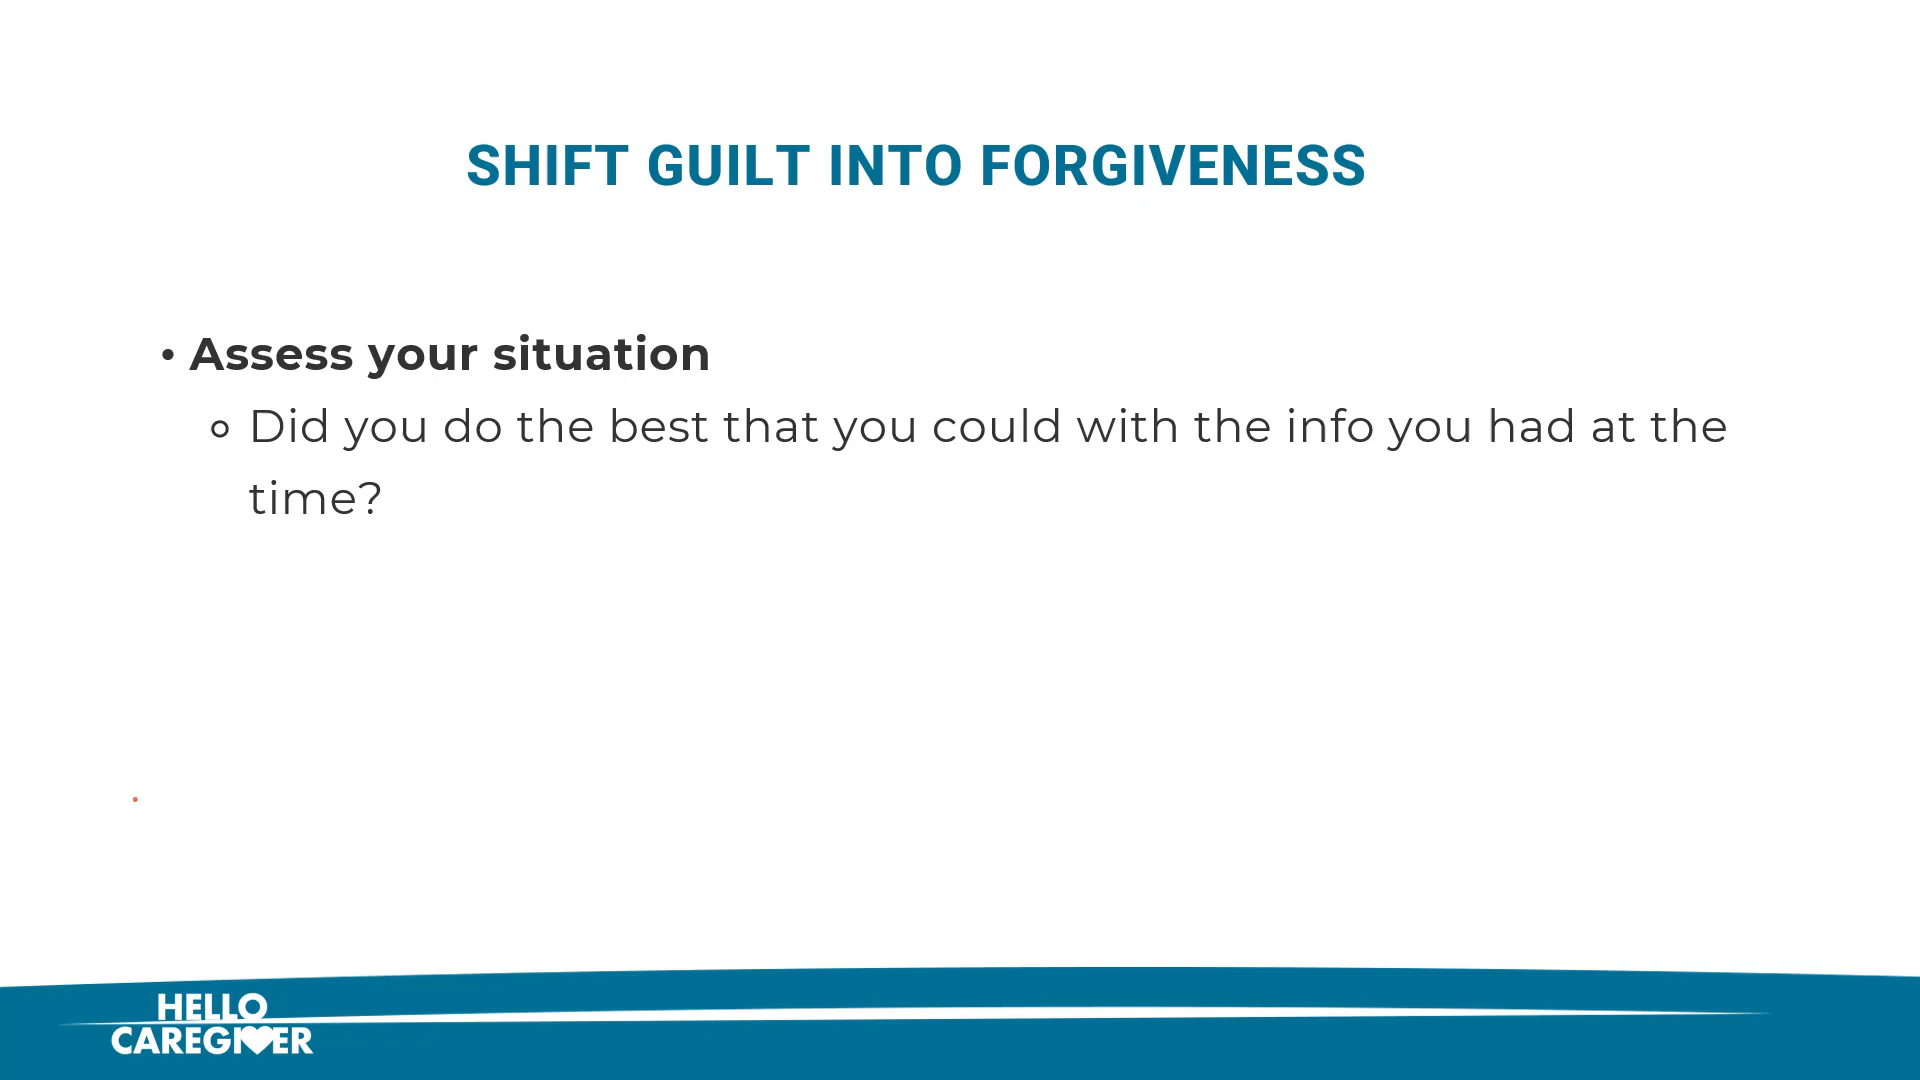 SHIFT GUILT INTO FORGIVENESS
• Assess your situation
○ Did you do the best that you could with the info you had at the
time?
HELLO
CAREGIVER